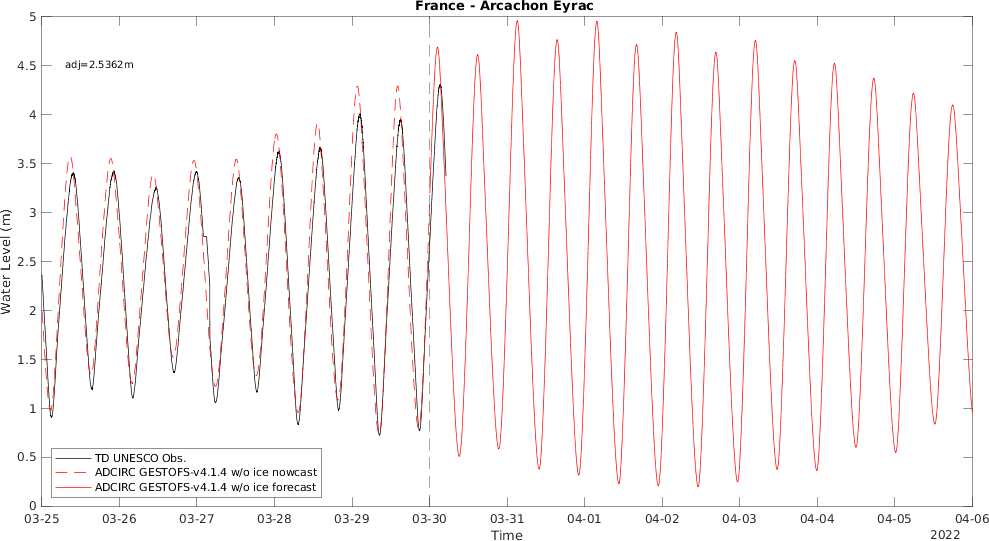 France - Arcachon Eyrac
adj=2.5362m
Water Level (m)
5
4.5
4
3.5
3
2.5
2
1.5
1
0.5
0
TD UNESCO Obs.
ADCIRC GESTOFS-v4.1.4 w/o ice nowcast
ADCIRC GESTOFS-v4.1.4 w/o ice forecast
03-25 03-26 03-27 03-28 03-29 03-30 03-31 04-01 04-02 04-03 04-04 04-05 04-06
Time
2022